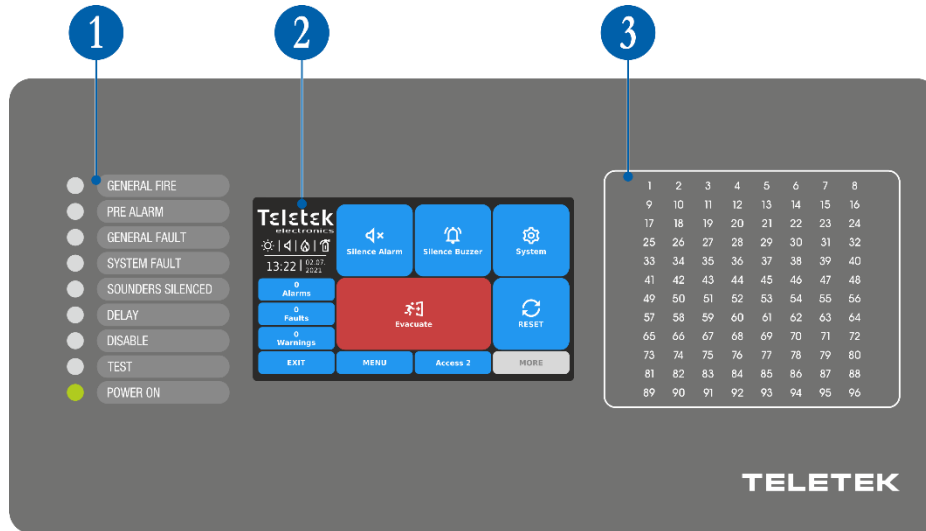 1
2
3
GENERAL FIRE
PRE ALARM
GENERAL FAULT
SYSTEM FAULT
SOUNDERS SILENCED
DELAY
DISABLE
TEST
POWER ON
Teletek
electronics
13:22 02.07.
2021
0
Alarms
0
Faults
0
Warnings
EXIT
Silence Alarm
Silence Buzzer
System
Evacuate
RESET
MENU
Access 2
MORE
1 2 3 4 5 6 7 8
9 10 11 12 13 14 15 16
17 18 19 20 21 22 23 24
25 26 27 28 29 30 31 32
33 34 35 36 37 38 39 40
41 42 43 44 45 46 47 48
49 50 51 52 53 54 55 56
57 58 59 60 61 62 63 64
65 66 67 68 69 70 71 72
73 74 75 76 77 78 79 80
81 82 83 84 85 86 87 88
89 90 91 92 93 94 95 96
TELETEK